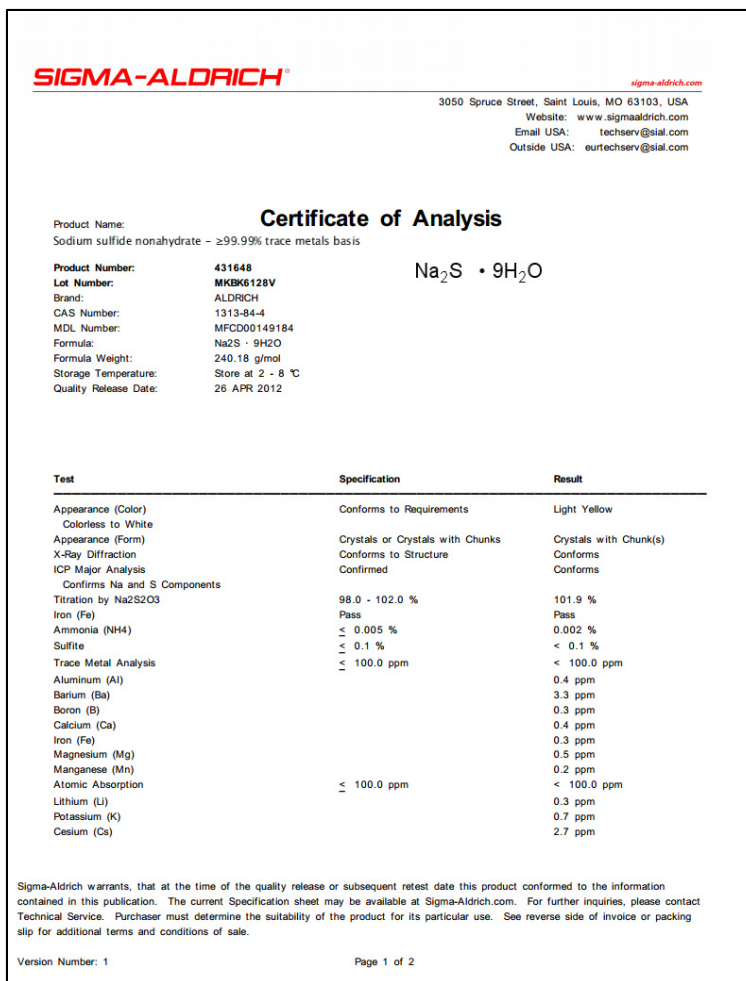 SIGMA-ALDRICH®
sigma-aldrich.com
3050 Spruce Street, Saint Louis, MO 63103, USA
Website: www.sigmaaldrich.com
Email USA: techserv@sial.com
Outside USA: eurtechserv@sial.com
Certificate of Analysis
Product Name:
Sodium sulfide nonahydrate – ≥99.99% trace metals basis
Product Number: 431648
Lot Number: MKBK6128V
Brand: ALDRICH
CAS Number: 1313-84-4
MDL Number: MFCD00149184
Formula: Na2S · 9H2O
Formula Weight: 240.18 g/mol
Storage Temperature: Store at 2 - 8 ℃
Quality Release Date: 26 APR 2012
Na₂S · 9H₂O
Test Specification Result
Appearance (Color) Conforms to Requirements Light Yellow
Colorless to White
Appearance (Form) Crystals or Crystals with Chunks Crystals with Chunk(s)
X-Ray Diffraction Conforms to Structure Conforms
ICP Major Analysis Confirmed Conforms
Confirms Na and S Components
Titration by Na2S2O3 98.0 - 102.0 % 101.9 %
Iron (Fe) Pass Pass
Ammonia (NH4) ≤ 0.005 % 0.002 %
Sulfite ≤ 0.1 % < 0.1 %
Trace Metal Analysis ≤ 100.0 ppm < 100.0 ppm
Aluminum (Al) 0.4 ppm
Barium (Ba) 3.3 ppm
Boron (B) 0.3 ppm
Calcium (Ca) 0.4 ppm
Iron (Fe) 0.3 ppm
Magnesium (Mg) 0.5 ppm
Manganese (Mn) 0.2 ppm
Atomic Absorption ≤ 100.0 ppm < 100.0 ppm
Lithium (Li) 0.3 ppm
Potassium (K) 0.7 ppm
Cesium (Cs) 2.7 ppm
Sigma-Aldrich warrants, that at the time of the quality release or subsequent retest date this product conformed to the information
contained in this publication. The current Specification sheet may be available at Sigma-Aldrich.com. For further inquiries, please contact
Technical Service. Purchaser must determine the suitability of the product for its particular use. See reverse side of invoice or packing
slip for additional terms and conditions of sale.
Version Number: 1 Page 1 of 2